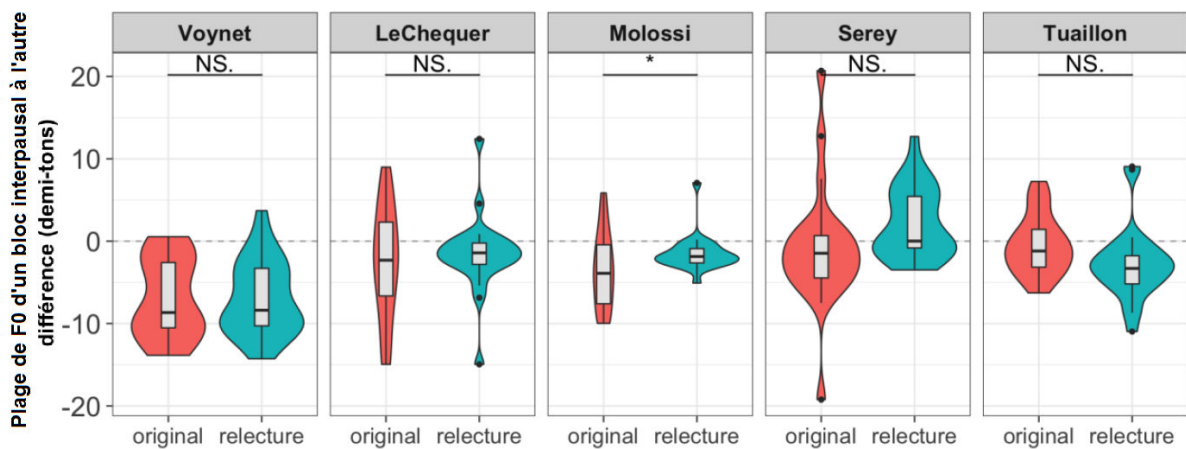 Plage de F0 d'un bloc interpausal à l'autre
différence (demi-tons)
Voynet LeChequer Molossi Serey Tuaillon
NS. NS. * NS. NS.
20
10
0
-10
-20
original relecture original relecture original relecture original relecture original relecture